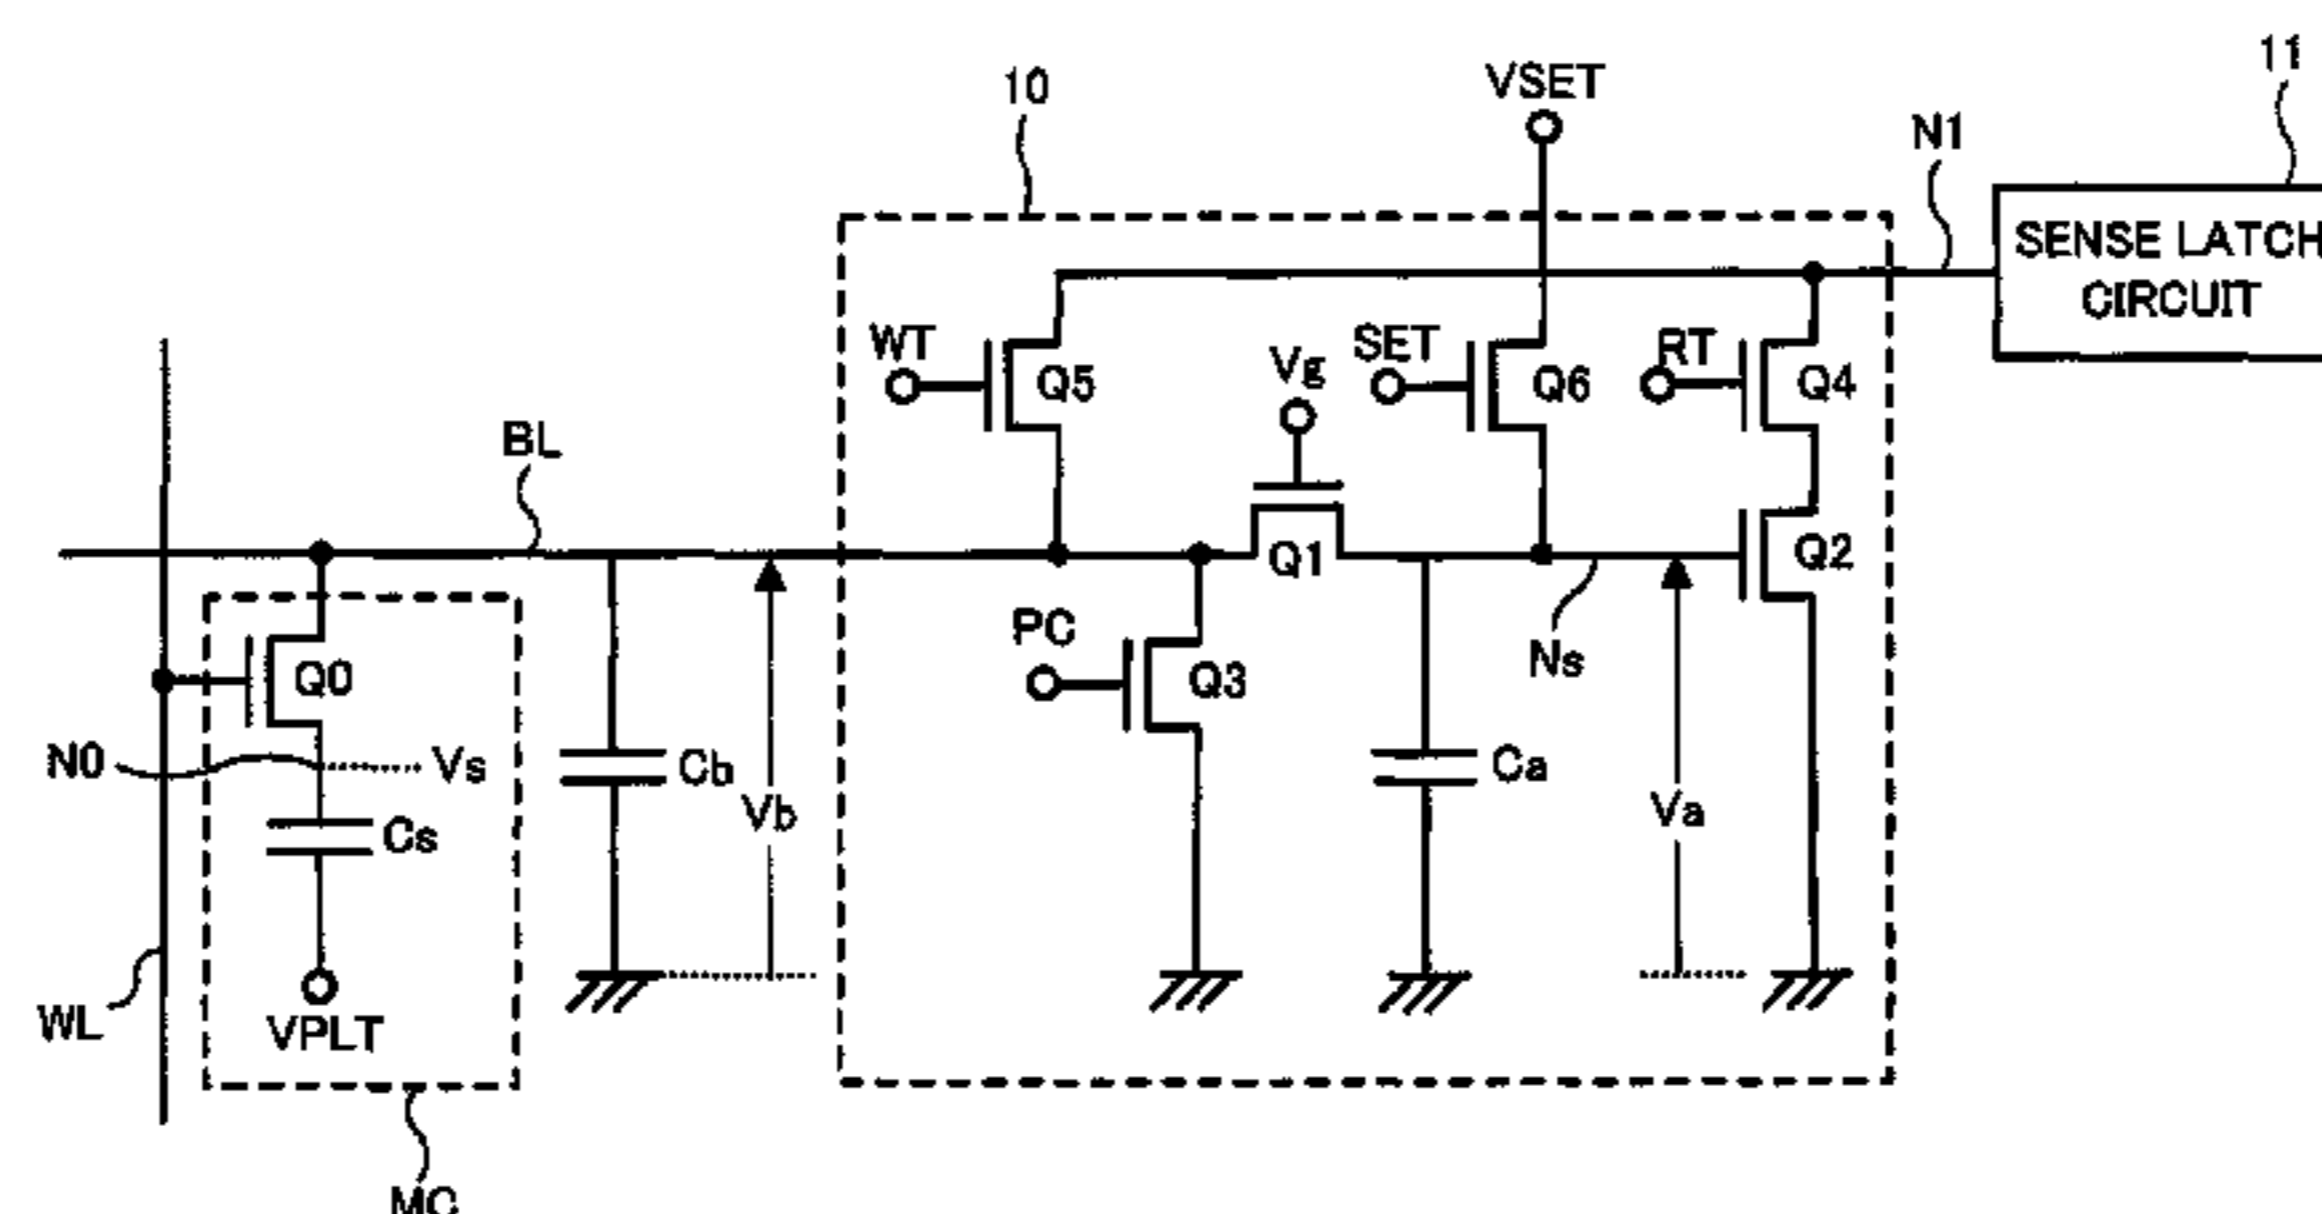 11
VSET
10
N1
SENSE LATCH
CIRCUIT
WT
SET
RT
Vg
Q5
Q6
Q4
BL
Q1
Q2
PC
Ns
Q0
Q3
N0
Vs
Cb
Ca
Vb
Va
Cs
WL
VPLT
MC